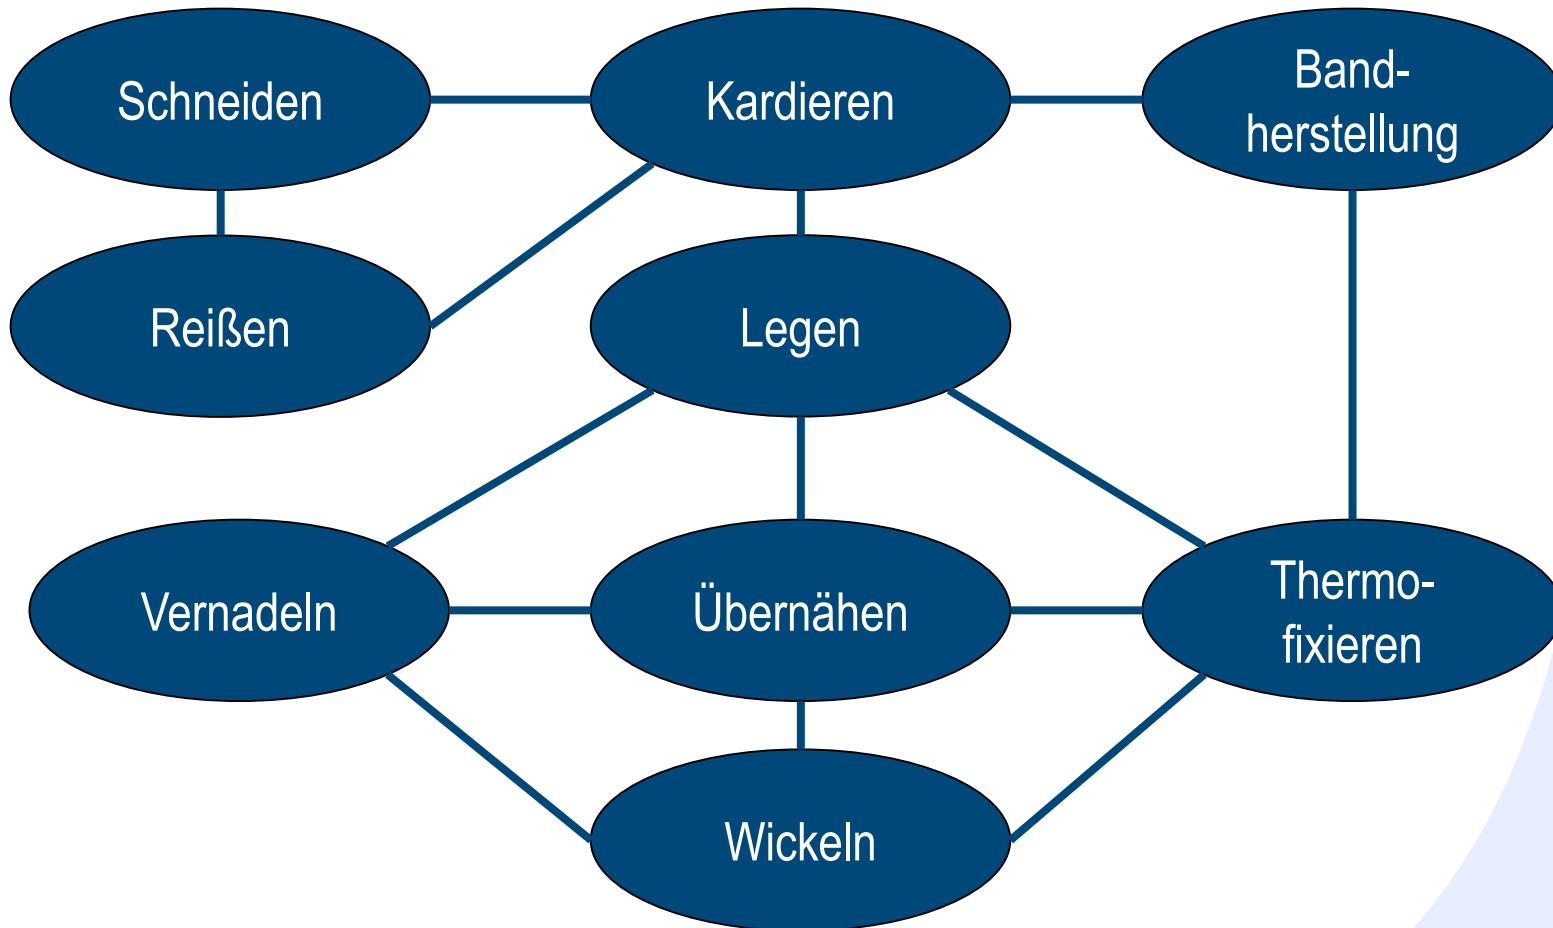 Schneiden
Kardieren
Band-
herstellung
Reißen
Legen
Vernadeln
Übernähen
Thermo-
fixieren
Wickeln